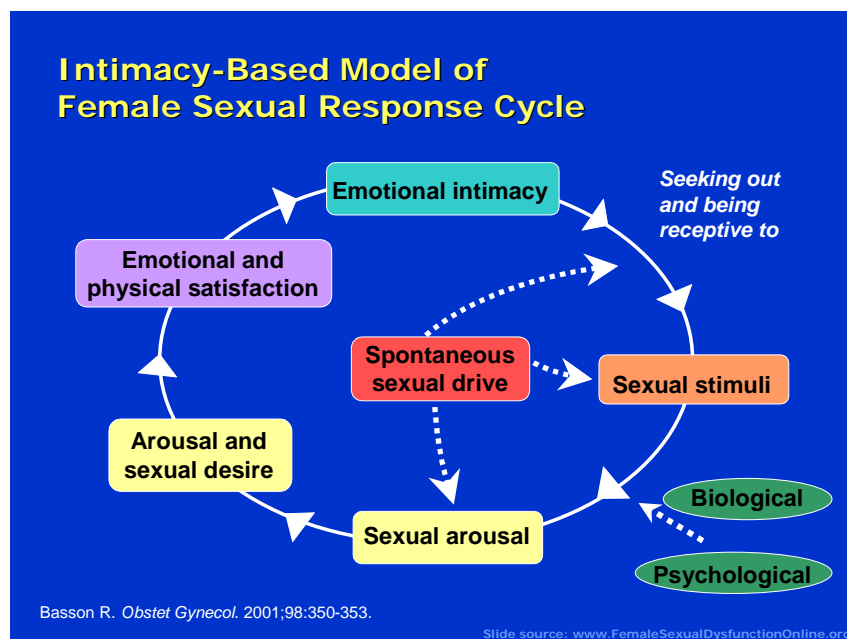 Intimacy-Based Model of
Female Sexual Response Cycle
Emotional intimacy
Seeking out
and being
receptive to
Emotional and
physical satisfaction
Spontaneous
sexual drive
Sexual stimuli
Arousal and
sexual desire
Biological
Sexual arousal
Psychological
Basson R. Obstet Gynecol. 2001;98:350-353.
Slide source: www.FemaleSexualDysfunctionOnline.org